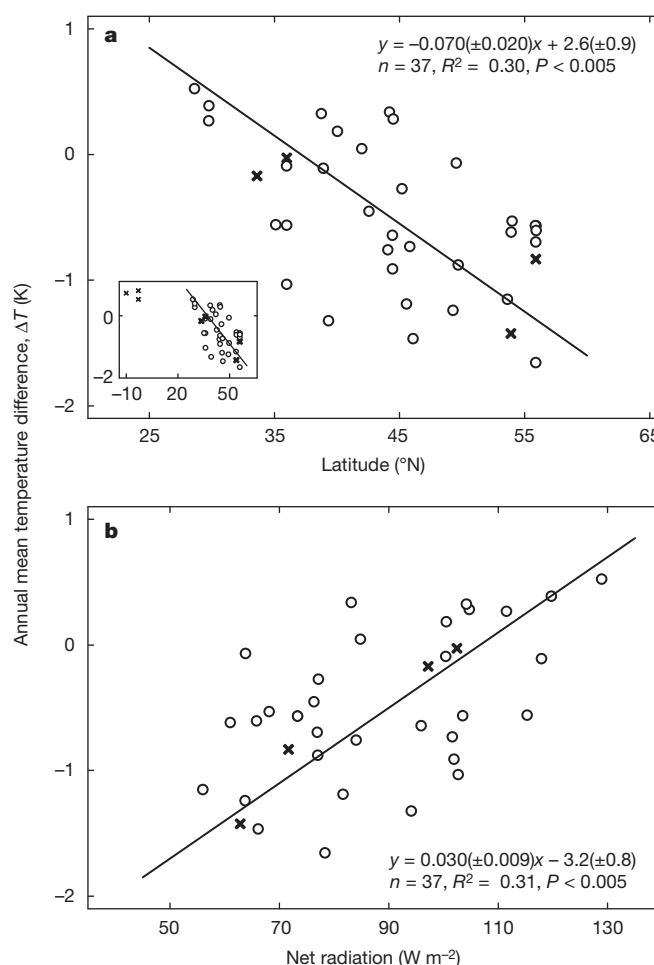 a
y = –0.070(±0.020)x + 2.6(±0.9)
n = 37, R² = 0.30, P < 0.005
1
0
–1
–2
0
–2
–10
20
50
25
35
45
55
65
Latitude (°N)
Annual mean temperature difference, ΔT (K)
b
1
0
–1
–2
y = 0.030(±0.009)x – 3.2(±0.8)
n = 37, R² = 0.31, P < 0.005
50
70
90
110
130
Net radiation (W m⁻²)